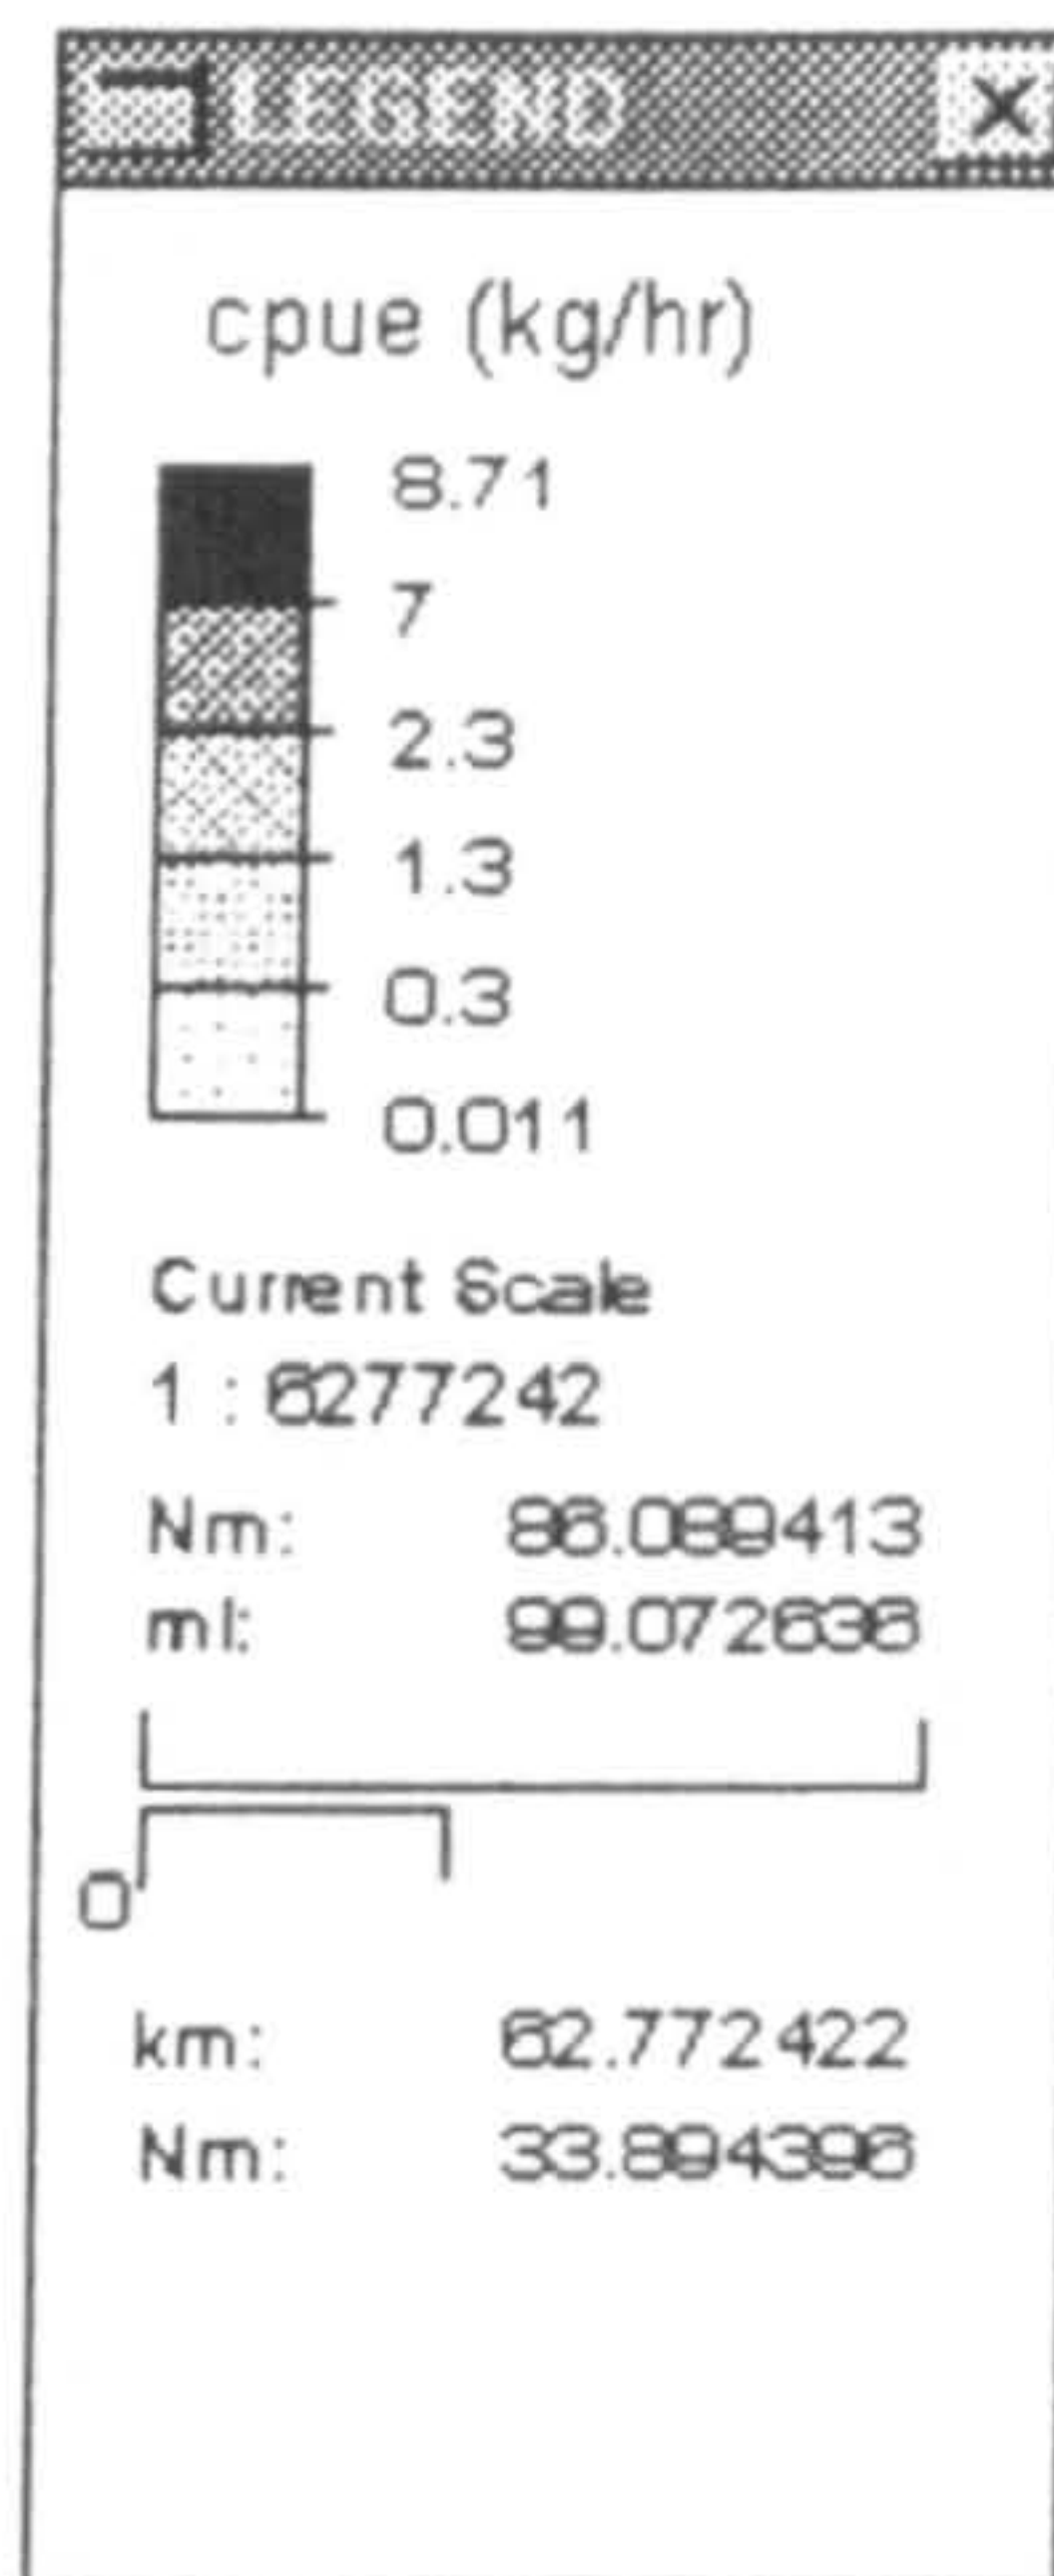 LEGEND
cpue (kg/hr)
8.71
7
2.3
1.3
0.3
0.011
Current Scale
1 : 6277242
Nm: 86.089413
ml: 99.072636
0
km: 62.772422
Nm: 33.894396